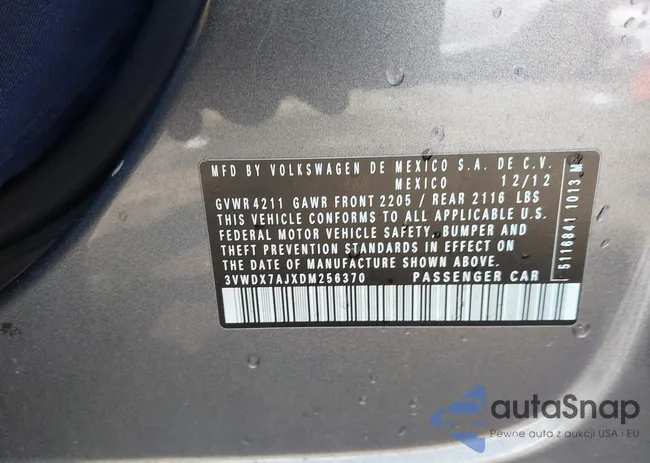 MFD BY VOLKSWAGEN DE MEXICO S.A. DE C.V.
MEXICO 12/12
GVWR 4211 GAWR FRONT 2205 / REAR 2116 LBS
THIS VEHICLE CONFORMS TO ALL APPLICABLE U.S.
FEDERAL MOTOR VEHICLE SAFETY, BUMPER AND
THEFT PREVENTION STANDARDS IN EFFECT ON
THE DATE OF MANUFACTURE SHOWN ABOVE.
3VWDX7AJXDM256370 PASSENGER CAR
5116841 1013 M
autoSnap
Pewne auto z aukcji USA i EU